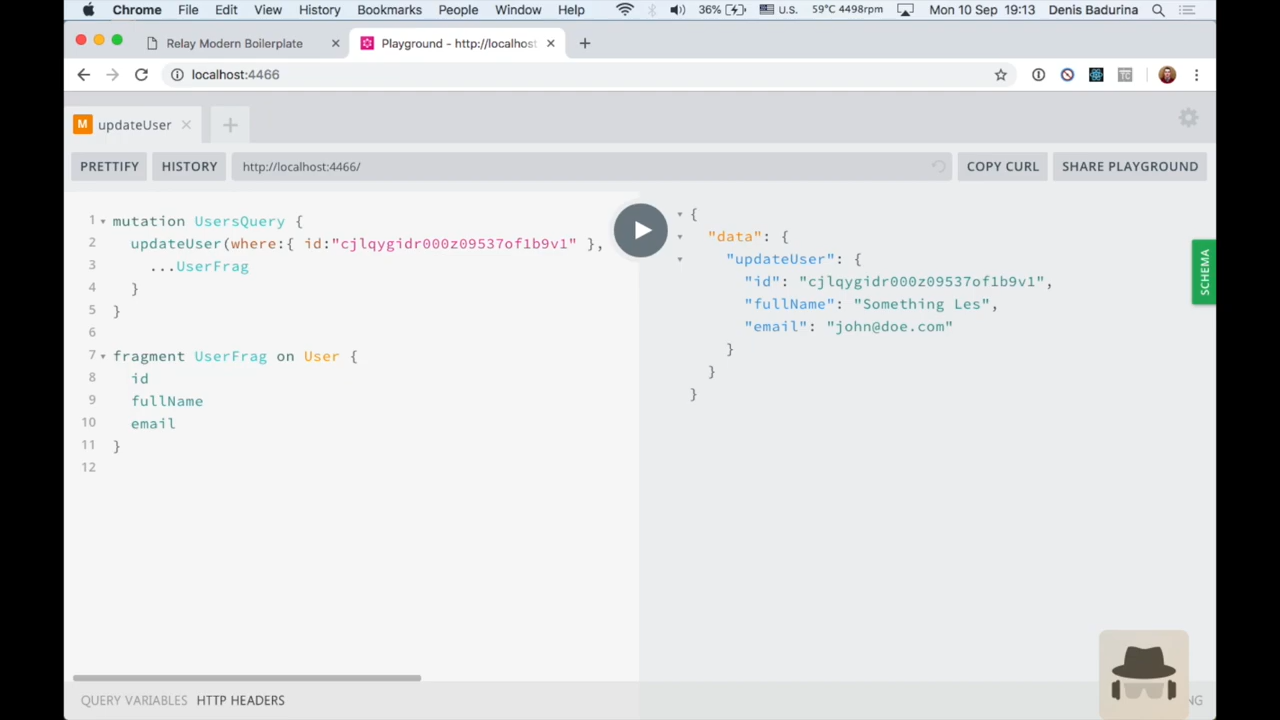 Chrome File Edit View History Bookmarks People Window Help 36% U.S. 59°C 4498rpm Mon 10 Sep 19:13 Denis Badurina
Relay Modern Boilerplate × Playground - http://localhost: × +
localhost:4466
M updateUser × +
PRETTIFY HISTORY http://localhost:4466/ COPY CURL SHARE PLAYGROUND
1 mutation UsersQuery {
2 updateUser(where:{ id:"cjlqygidr000z09537of1b9v1" },
3 ...UserFrag
4 }
5 }
6
7 fragment UserFrag on User {
8 id
9 fullName
10 email
11 }
12
{
"data": {
"updateUser": {
"id": "cjlqygidr000z09537of1b9v1",
"fullName": "Something Les",
"email": "john@doe.com"
}
}
}
SCHEMA
QUERY VARIABLES HTTP HEADERS